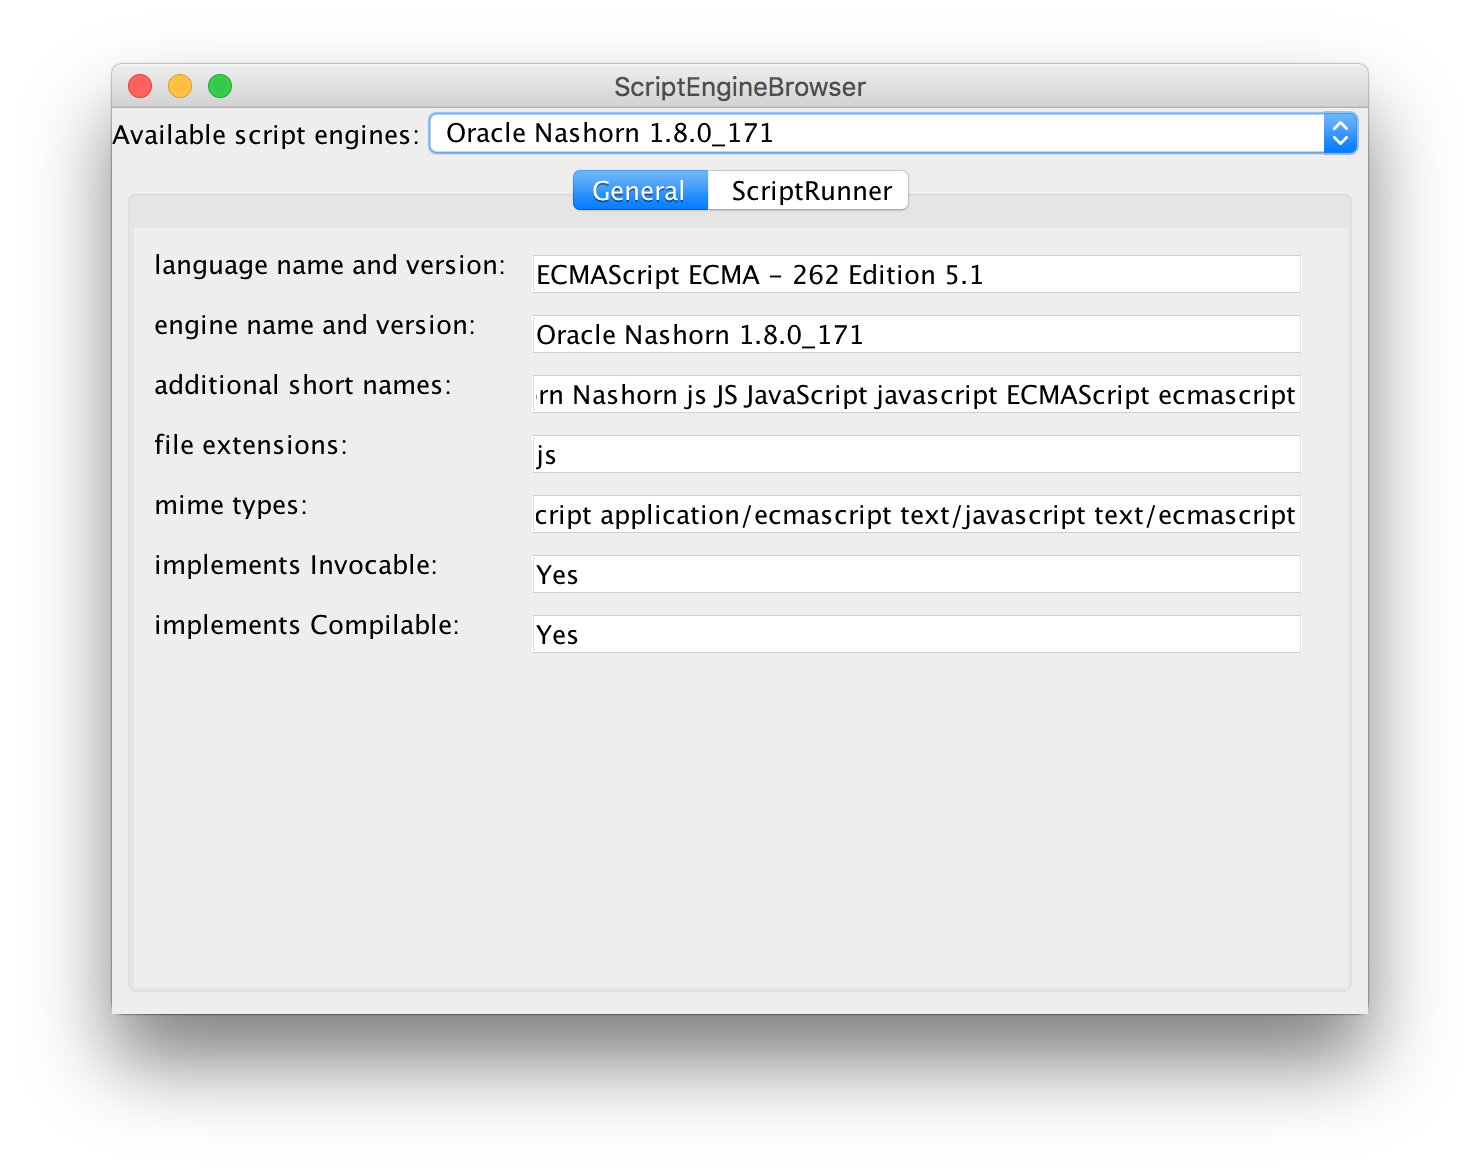 ScriptEngineBrowser
Available script engines: Oracle Nashorn 1.8.0_171
General ScriptRunner
language name and version: ECMAScript ECMA - 262 Edition 5.1
engine name and version: Oracle Nashorn 1.8.0_171
additional short names: rn Nashorn js JS JavaScript javascript ECMAScript ecmascript
file extensions: js
mime types: cript application/ecmascript text/javascript text/ecmascript
implements Invocable: Yes
implements Compilable: Yes